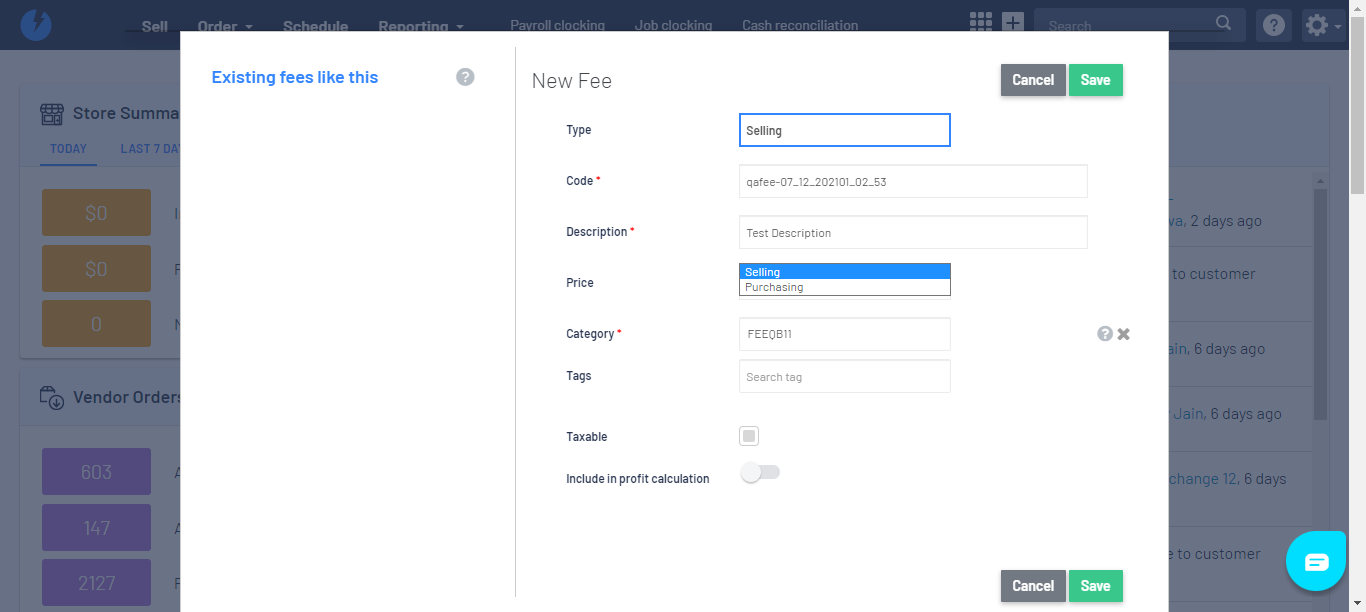 Sell Order Schedule Reporting Payroll clocking Job clocking Cash reconciliation Search
Existing fees like this ?
New Fee
Cancel Save
Type Selling
Code * qafee-07_12_202101_02_53
Description * Test Description
Price
Selling
Purchasing
Category * FEEQB11
Tags Search tag
Taxable
Include in profit calculation
Cancel Save
Store Summa
TODAY LAST 7 DA
$0
$0
0
Vendor Orders
603
147
2127
2 days ago
to customer
ain, 6 days ago
Jain, 6 days ago
change 12, 6 days
e to customer